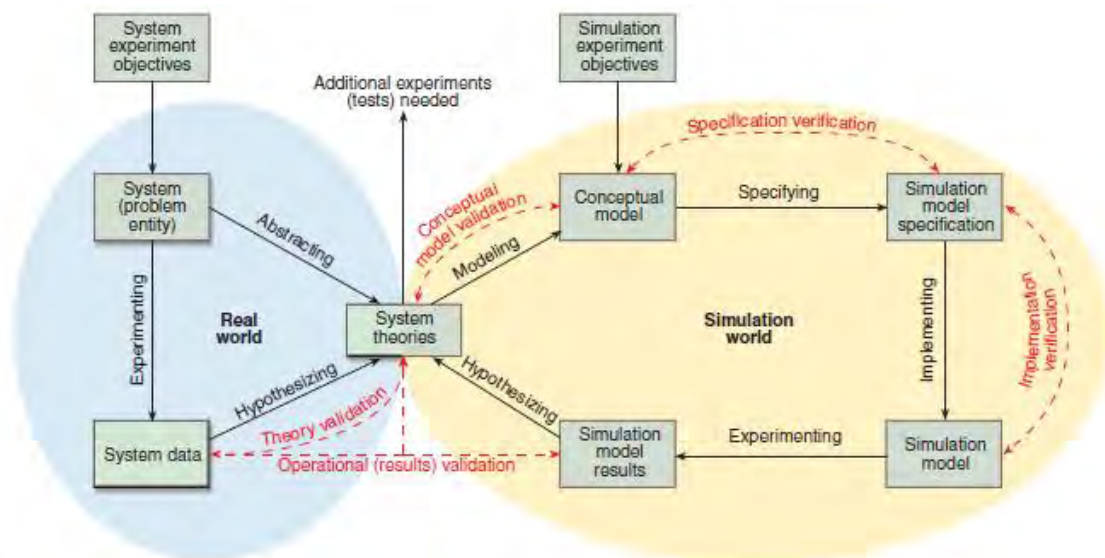 System
experiment
objectives
Simulation
experiment
objectives
Additional experiments
(tests) needed
Specification verification
System
(problem
entity)
Abstracting
Conceptual
model validation
Modeling
Conceptual
model
Specifying
Simulation
model
specification
Experimenting
Real
world
System
theories
Simulation
world
Implementing
Implementation
verification
Hypothesizing
Hypothesizing
Theory validation
System data
Operational (results) validation
Simulation
model
results
Experimenting
Simulation
model